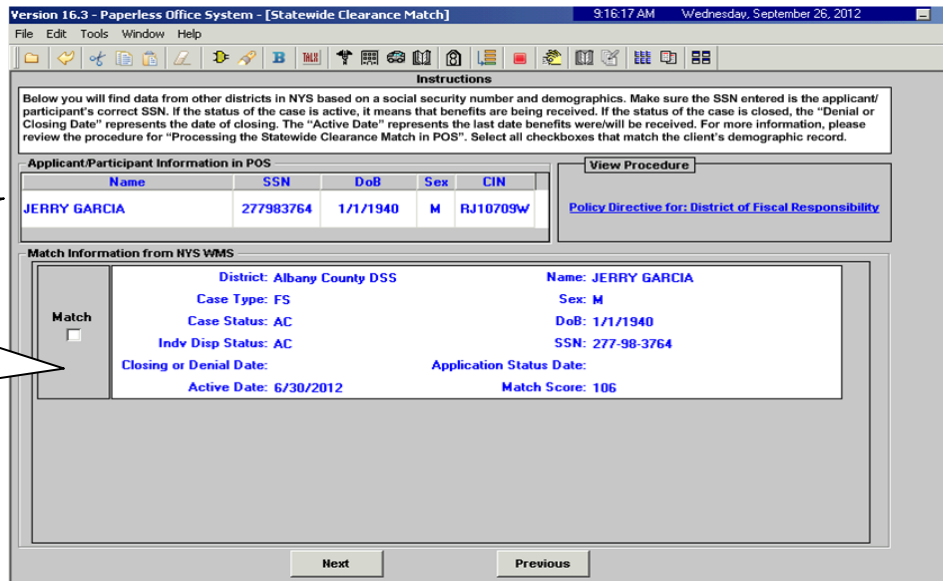 Version 16.3 - Paperless Office System - [Statewide Clearance Match] 9:16:17 AM Wednesday, September 26, 2012
File Edit Tools Window Help
B TALX
Instructions
Below you will find data from other districts in NYS based on a social security number and demographics. Make sure the SSN entered is the applicant/
participant's correct SSN. If the status of the case is active, it means that benefits are being received. If the status of the case is closed, the "Denial or
Closing Date" represents the date of closing. The "Active Date" represents the last date benefits were/will be received. For more information, please
review the procedure for "Processing the Statewide Clearance Match in POS". Select all checkboxes that match the client's demographic record.
Applicant/Participant Information in POS
Name SSN DoB Sex CIN
JERRY GARCIA 277983764 1/1/1940 M RJ10709W
View Procedure
Policy Directive for: District of Fiscal Responsibility
Match Information from NYS WMS
Match
District: Albany County DSS Name: JERRY GARCIA
Case Type: FS Sex: M
Case Status: AC DoB: 1/1/1940
Indv Disp Status: AC SSN: 277-98-3764
Closing or Denial Date: Application Status Date:
Active Date: 6/30/2012 Match Score: 106
Next Previous